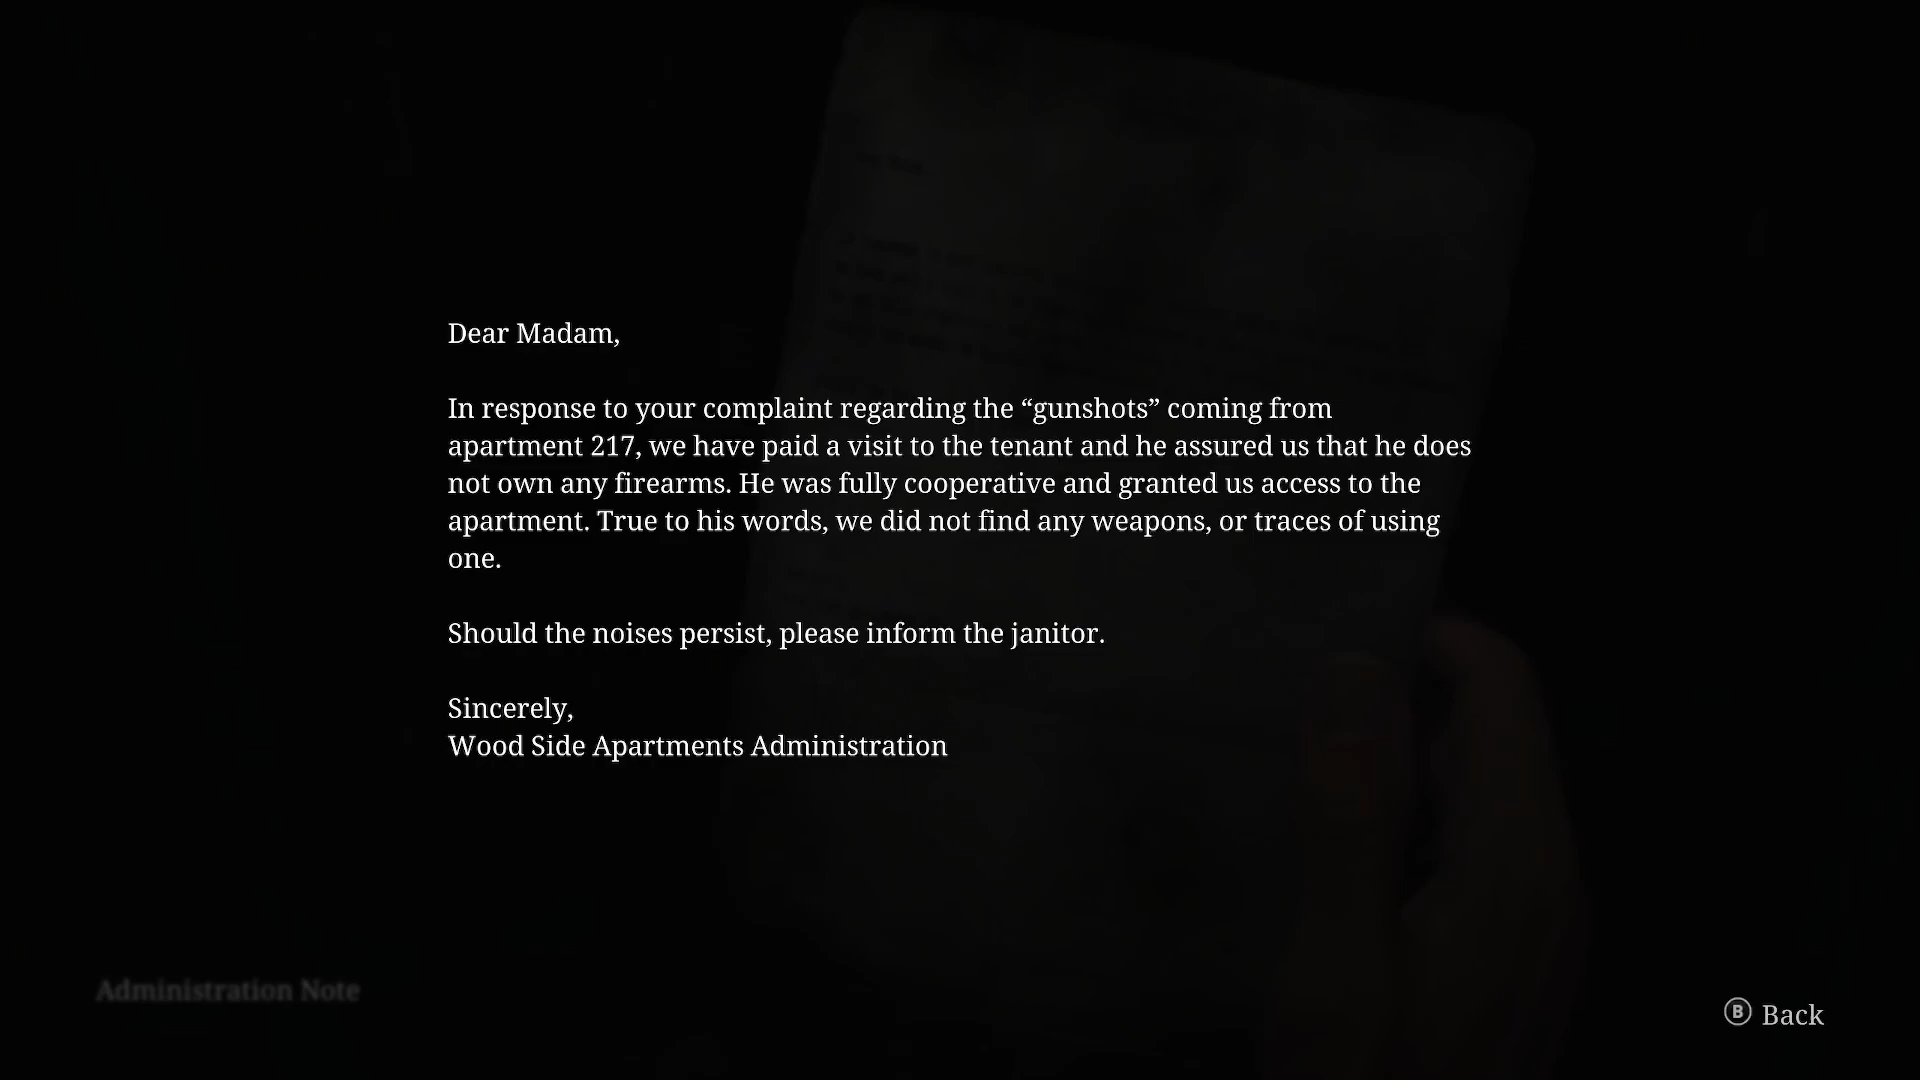 Dear Madam,
In response to your complaint regarding the “gunshots” coming from
apartment 217, we have paid a visit to the tenant and he assured us that he does
not own any firearms. He was fully cooperative and granted us access to the
apartment. True to his words, we did not find any weapons, or traces of using
one.
Should the noises persist, please inform the janitor.
Sincerely,
Wood Side Apartments Administration
Administration Note
B Back